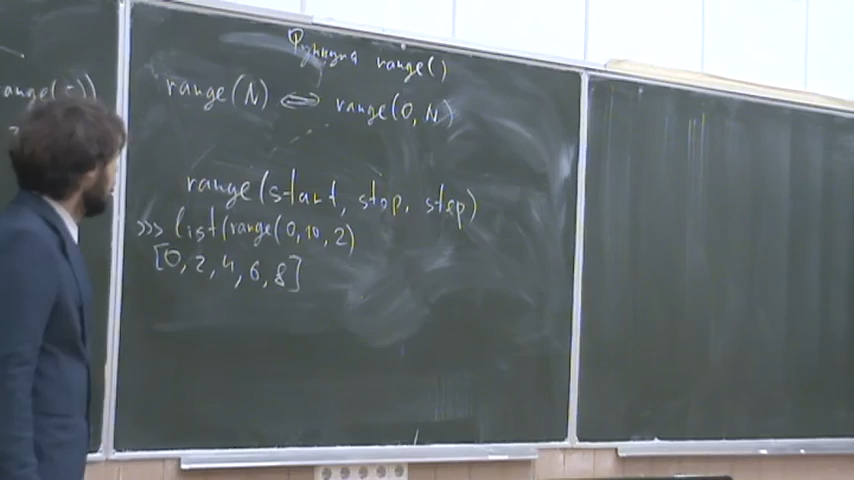 Функция range()
range(N) <=> range(0, N)
range(start, stop, step)
>>> list(range(0, 10, 2)
[0, 2, 4, 6, 8]